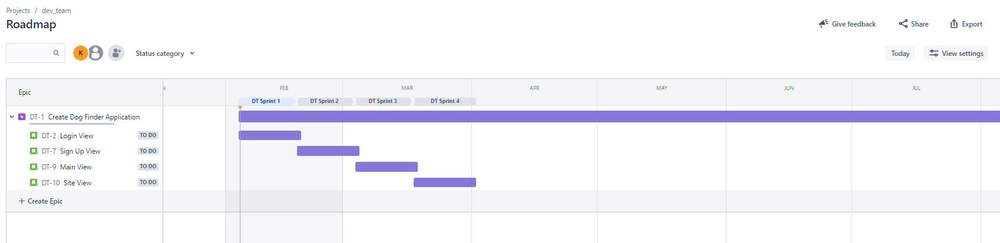 Projects / dev_team
Roadmap
Give feedback
Share
Export
K
Status category
Today
View settings
Epic
FEB MAR APR MAY JUN JUL
DT Sprint 1 DT Sprint 2 DT Sprint 3 DT Sprint 4
DT-1 Create Dog Finder Application
DT-2 Login View TO DO
DT-7 Sign Up View TO DO
DT-9 Main View TO DO
DT-10 Site View TO DO
+ Create Epic